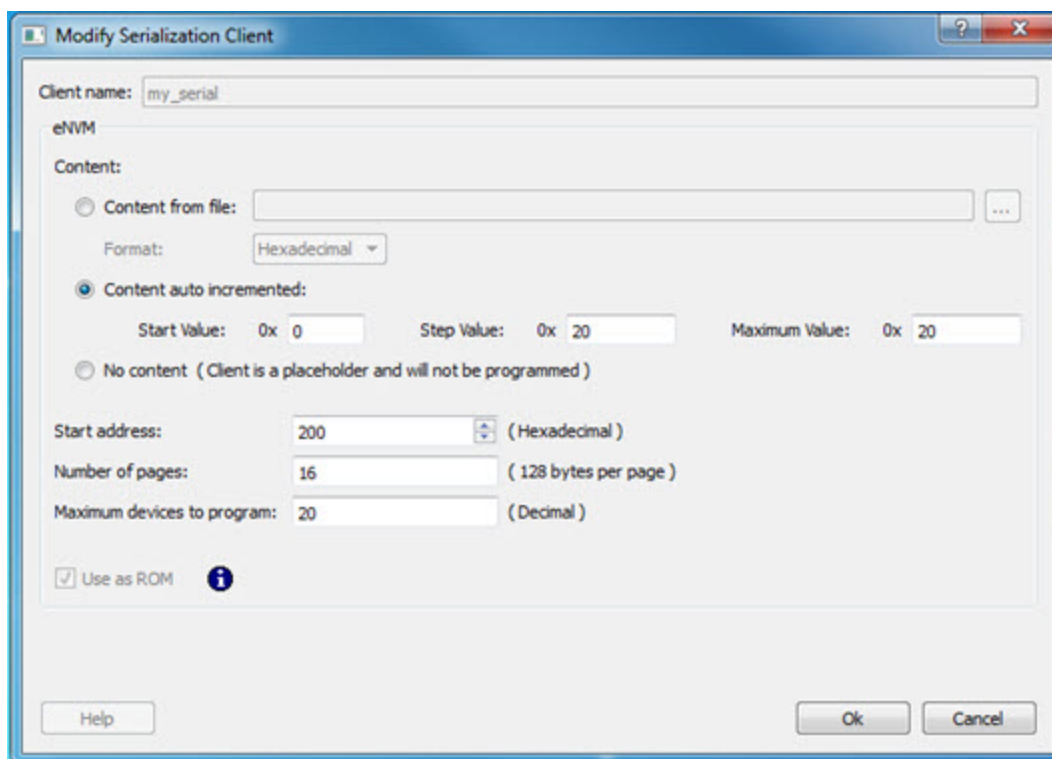 Modify Serialization Client
Client name: my_serial
eNVM
Content:
Content from file: ...
Format: Hexadecimal
Content auto incremented:
Start Value: 0x 0 Step Value: 0x 20 Maximum Value: 0x 20
No content ( Client is a placeholder and will not be programmed )
Start address: 200 ( Hexadecimal )
Number of pages: 16 ( 128 bytes per page )
Maximum devices to program: 20 ( Decimal )
Use as ROM
Help Ok Cancel